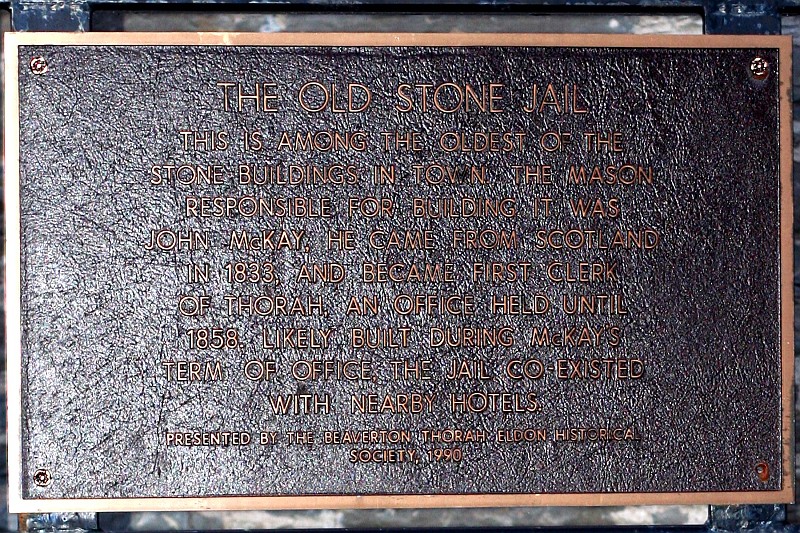 THE OLD STONE JAIL
THIS IS AMONG THE OLDEST OF THE
STONE BUILDINGS IN TOWN. THE MASON
RESPONSIBLE FOR BUILDING IT WAS
JOHN McKAY. HE CAME FROM SCOTLAND
IN 1833, AND BECAME FIRST CLERK
OF THORAH, AN OFFICE HELD UNTIL
1858. LIKELY BUILT DURING McKAY'S
TERM OF OFFICE, THE JAIL CO-EXISTED
WITH NEARBY HOTELS.
PRESENTED BY THE BEAVERTON THORAH ELDON HISTORICAL
SOCIETY, 1990